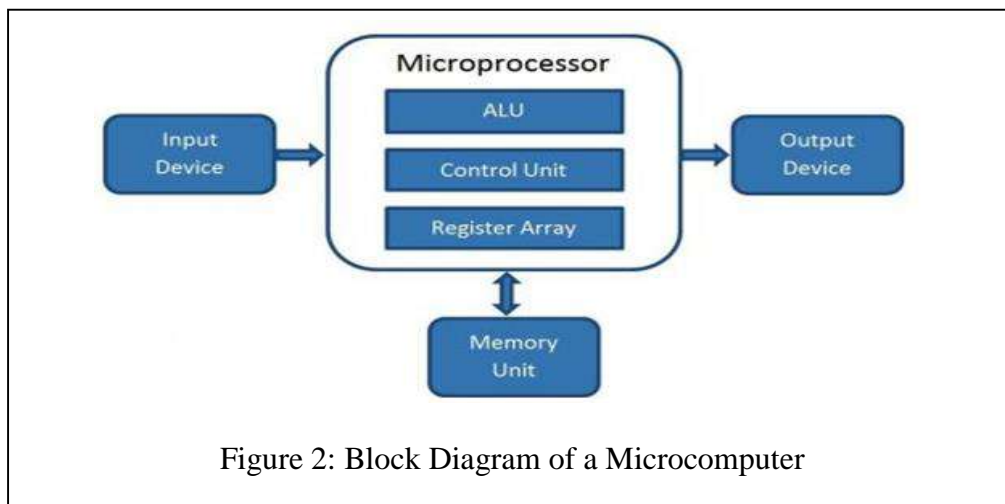 Microprocessor
ALU
Input
Device
Control Unit
Output
Device
Register Array
Memory
Unit
Figure 2: Block Diagram of a Microcomputer